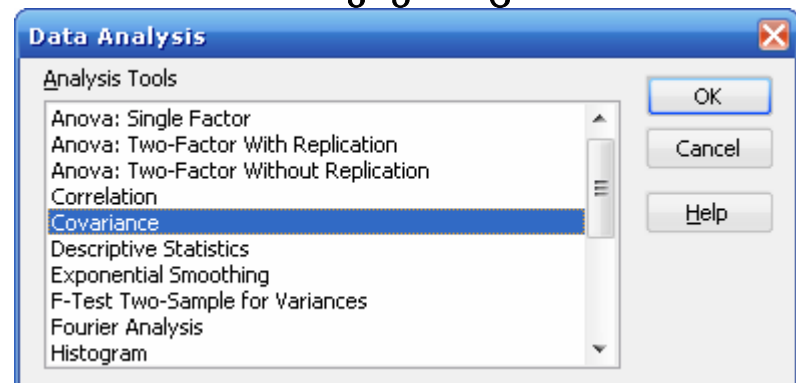 Data Analysis
Analysis Tools
Anova: Single Factor
Anova: Two-Factor With Replication
Anova: Two-Factor Without Replication
Correlation
Covariance
Descriptive Statistics
Exponential Smoothing
F-Test Two-Sample for Variances
Fourier Analysis
Histogram
OK
Cancel
Help